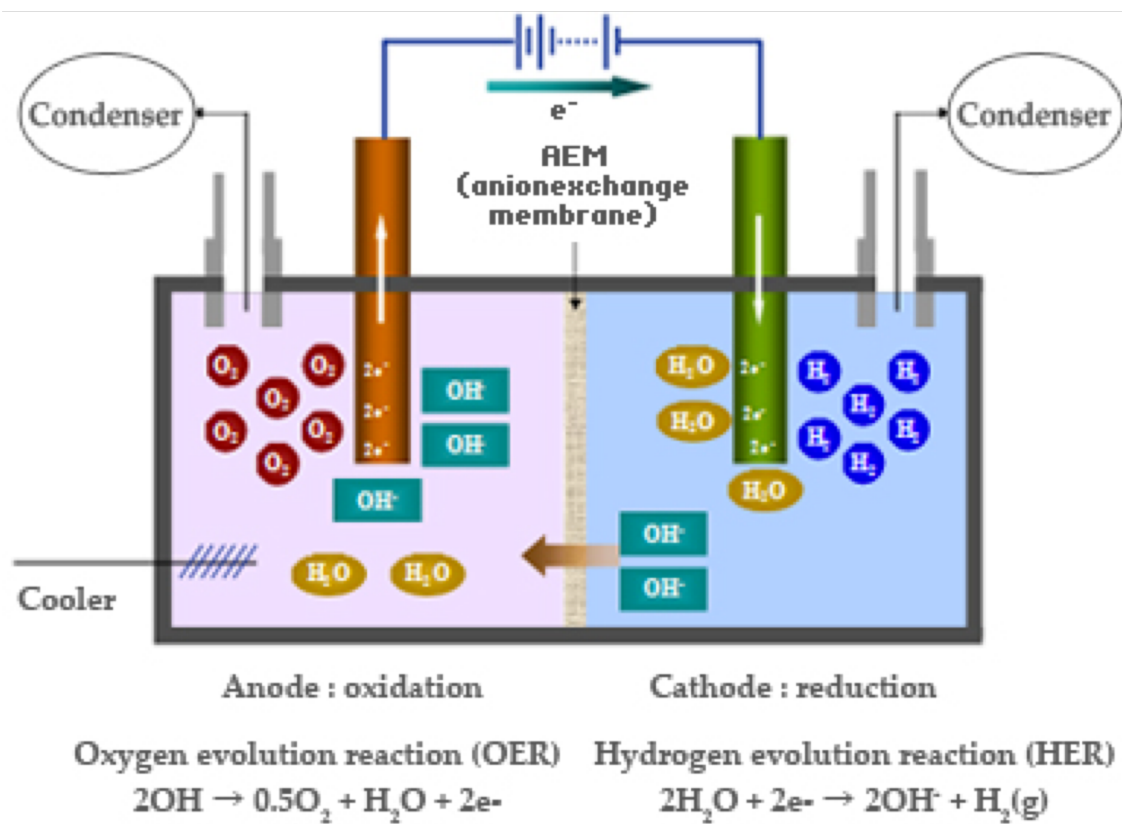 e⁻
Condenser
Condenser
AEM
(anionexchange
membrane)
O₂
O₂
O₂
O₂
O₂
O₂
2e⁻
2e⁻
2e⁻
OH⁻
OH⁻
OH⁻
H₂O
H₂O
H₂O
H₂O
H₂O
2e⁻
2e⁻
2e⁻
H₂
H₂
H₂
H₂
H₂
H₂
OH⁻
OH⁻
Cooler
Anode : oxidation
Cathode : reduction
Oxygen evolution reaction (OER)
2OH → 0.5O₂ + H₂O + 2e-
Hydrogen evolution reaction (HER)
2H₂O + 2e- → 2OH⁻ + H₂(g)